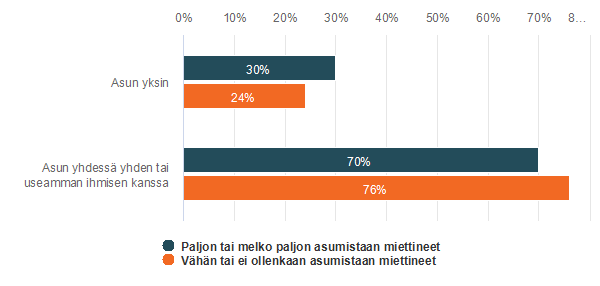 0% 10% 20% 30% 40% 50% 60% 70% 8...
Asun yksin
30%
24%
Asun yhdessä yhden tai
useamman ihmisen kanssa
70%
76%
Paljon tai melko paljon asumistaan miettineet
Vähän tai ei ollenkaan asumistaan miettineet